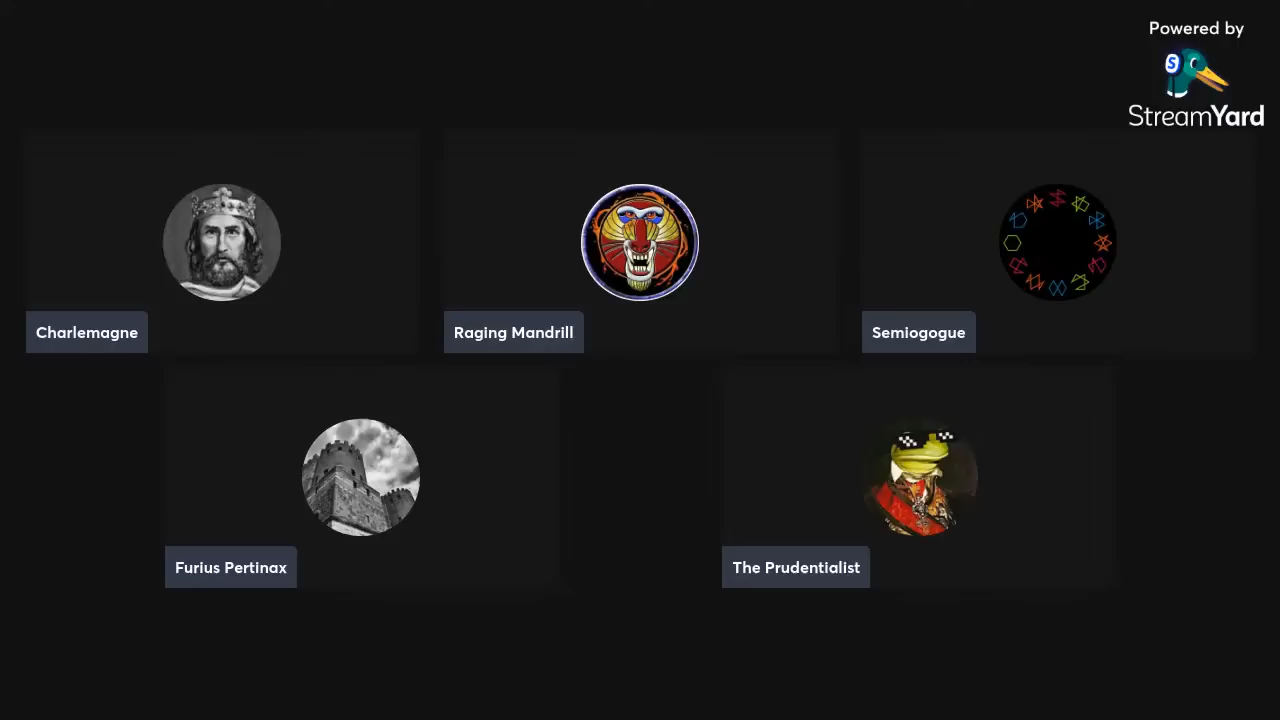 Powered by
S
StreamYard
Charlemagne
Raging Mandrill
Semiogogue
Furius Pertinax
The Prudentialist